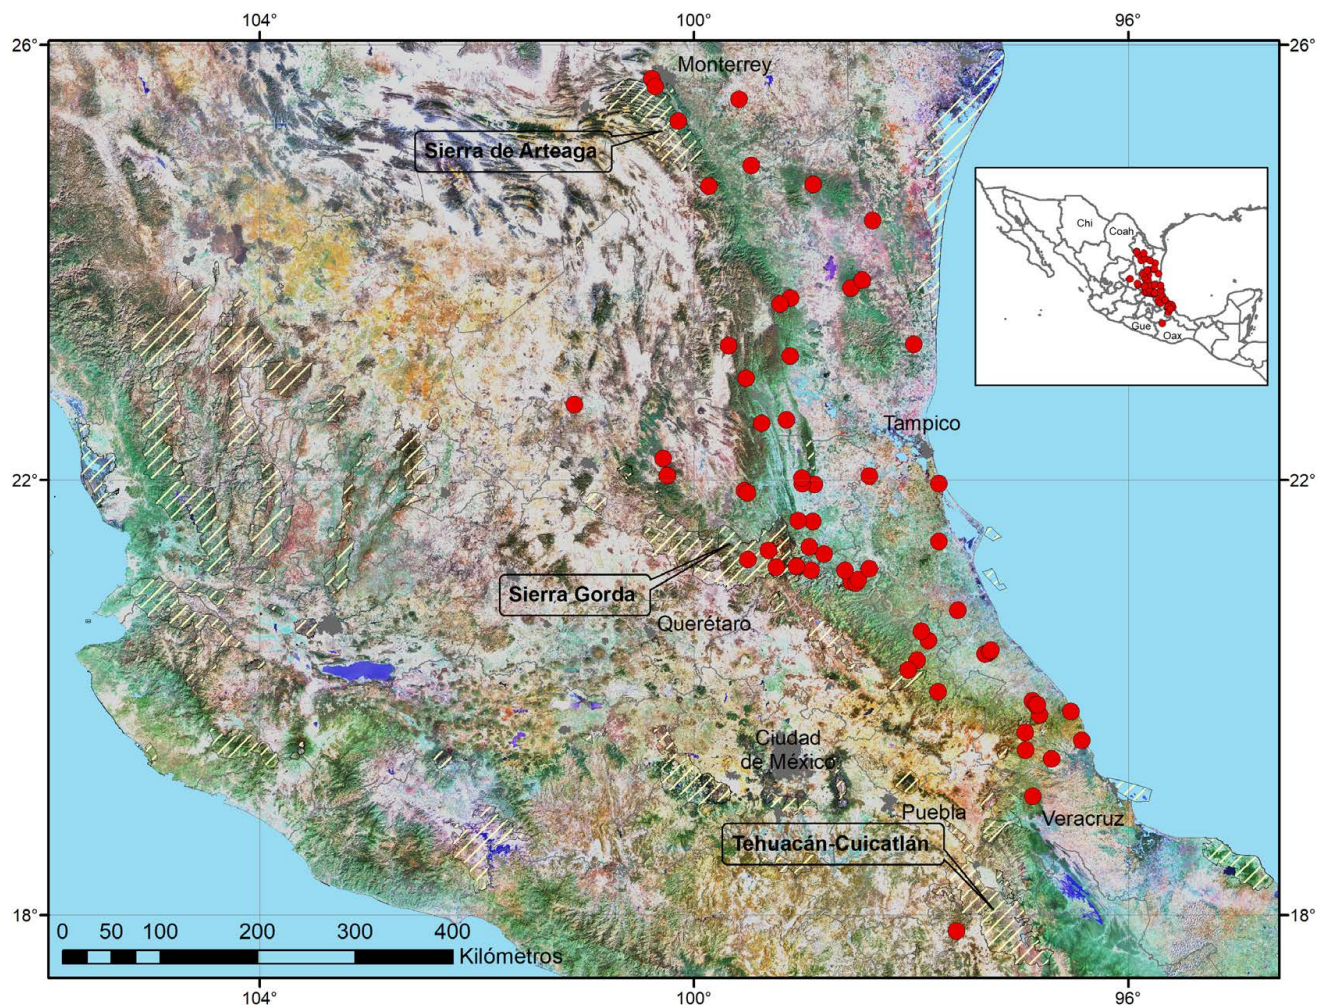 104°
100°
96°
26°
26°
Monterrey
Sierra de Arteaga
Chi
Coah
Gue
Oax
Tampico
22°
22°
Sierra Gorda
Querétaro
Ciudad
de México
Puebla
Veracruz
Tehuacán-Cuicatlán
18°
18°
0 50 100 200 300 400
Kilómetros
104°
100°
96°